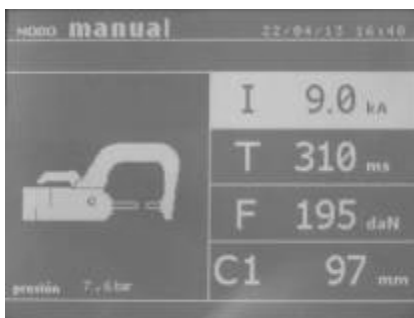 MODO manual 22/04/13 16:40
I 9.0 kA
T 310 ms
F 195 daN
C1 97 mm
presión 7.6 bar